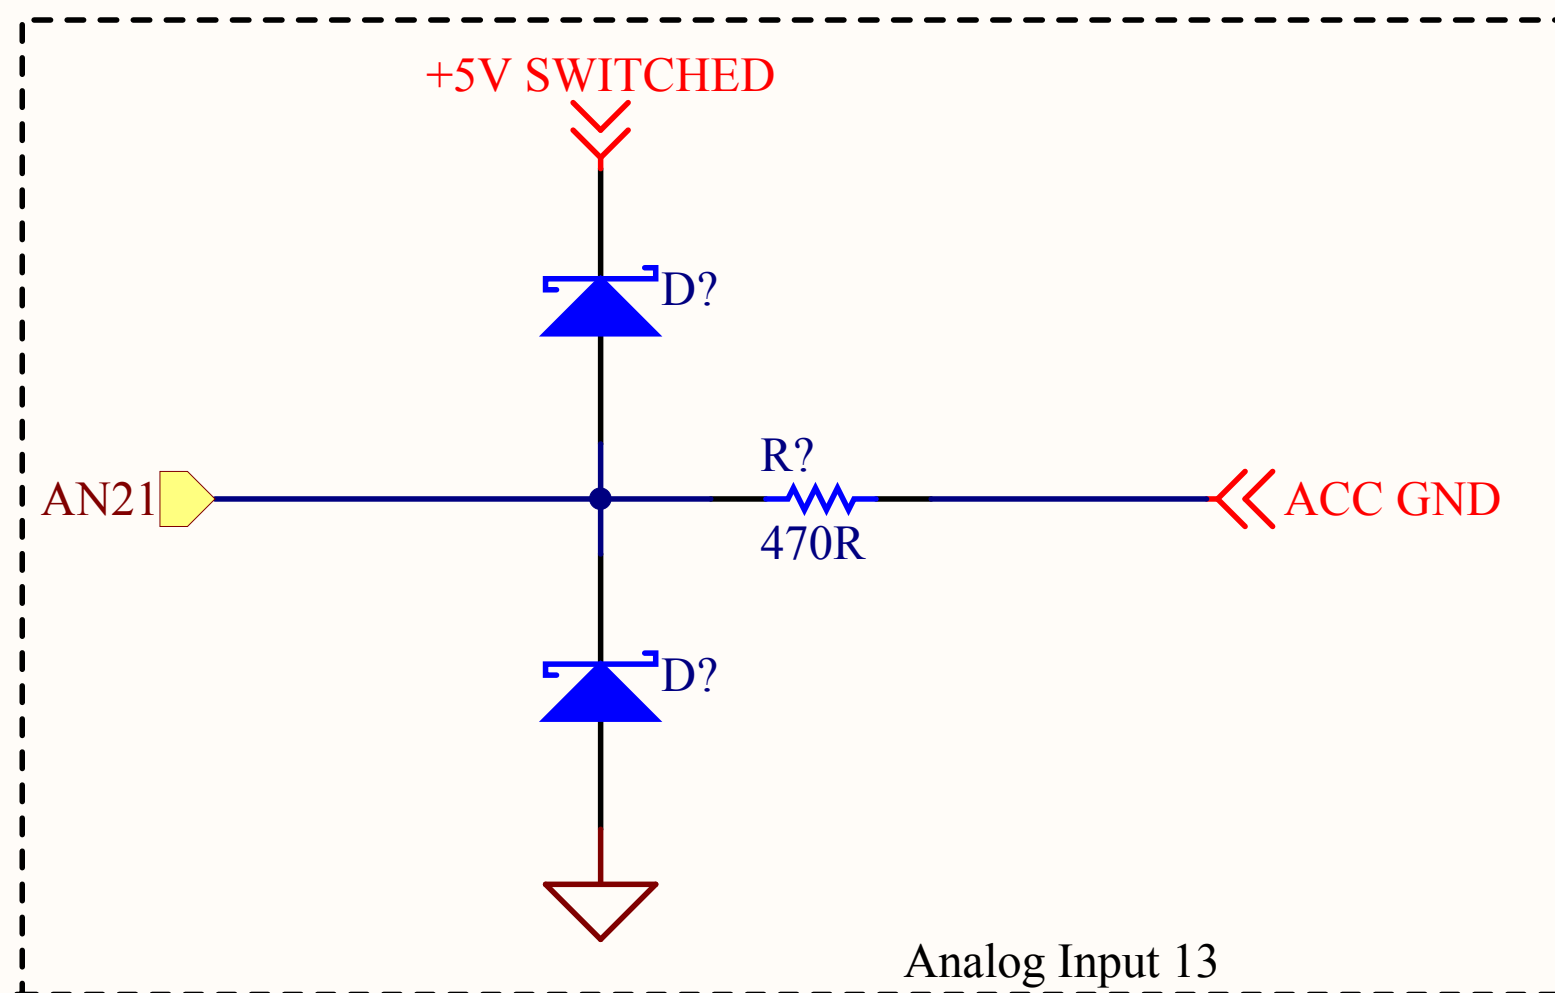 +5V SWITCHED
D?
R?
AN21
ACC GND
470R
D?
Analog Input 13